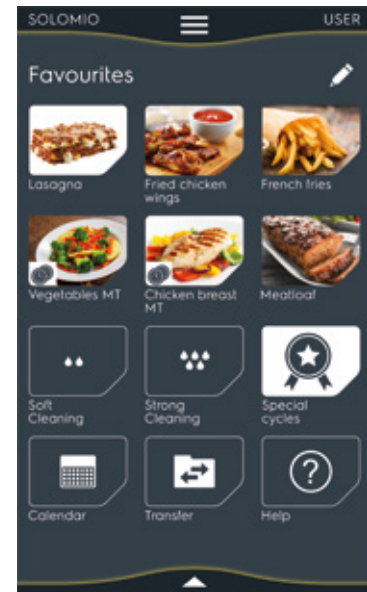 SOLOMIO USER
Favourites
Lasagna Fried chicken French fries
wings
Vegetables MT Chicken breast Meatloaf
MT
Soft Strong Special
Cleaning Cleaning cycles
?
Calendar Transfer Help